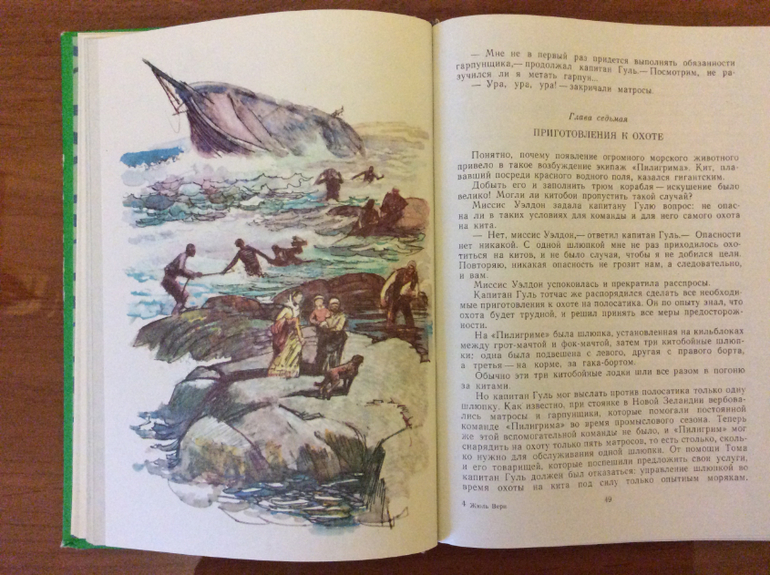 — Мне не в первый раз придется выполнять обязанности
гарпунщика,— продолжал капитан Гуль.— Посмотрим, не ра-
зучился ли я метать гарпун...
— Ура, ура, ура! — закричали матросы.
Глава седьмая
ПРИГОТОВЛЕНИЯ К ОХОТЕ
Понятно, почему появление огромного морского животного
привело в такое возбуждение экипаж «Пилигрима». Кит, пла-
вавший посреди красного водного поля, казался гигантским.
Добыть его и заполнить трюм корабля — искушение было
велико! Могли ли китобои пропустить такой случай?
Миссис Уэлдон задала капитану Гулю вопрос: не опас-
на ли в таких условиях для команды и для него самого охота
на кита.
— Нет, миссис Уэлдон,— ответил капитан Гуль.— Опасности
нет никакой. С одной шлюпкой мне не раз приходилось охо-
титься на китов, и не было случая, чтобы я не добился цели.
Повторяю, никакая опасность не грозит нам, а следовательно,
и вам.
Миссис Уэлдон успокоилась и прекратила расспросы.
Капитан Гуль тотчас же распорядился сделать все необходи-
мые приготовления к охоте на полосатика. Он по опыту знал, что
охота будет трудной, и решил принять все меры предосторож-
ности.
На «Пилигриме» была шлюпка, установленная на кильблоках
между грот-мачтой и фок-мачтой, затем три китобойные шлюп-
ки: одна была подвешена с левого, другая с правого борта,
а третья — на корме, за гака-бортом.
Обычно эти три китобойные лодки шли все разом в погоню
за китами.
Но капитан Гуль мог выслать против полосатика только одну
шлюпку. Как известно, при стоянке в Новой Зеландии вербова-
лись матросы и гарпунщики, которые помогали постоянной
команде «Пилигрима» во время промыслового сезона. Теперь
же этой вспомогательной команды не было, и «Пилигрим» мог
снарядить на охоту только пять матросов, то есть столько, сколь-
ко нужно для обслуживания одной шлюпки. От помощи Тома
и его товарищей, которые поспешили предложить свои услуги,
капитан Гуль должен был отказаться: управление шлюпкой во
время охоты на кита под силу только опытным морякам.
4 Жюль Верн
49